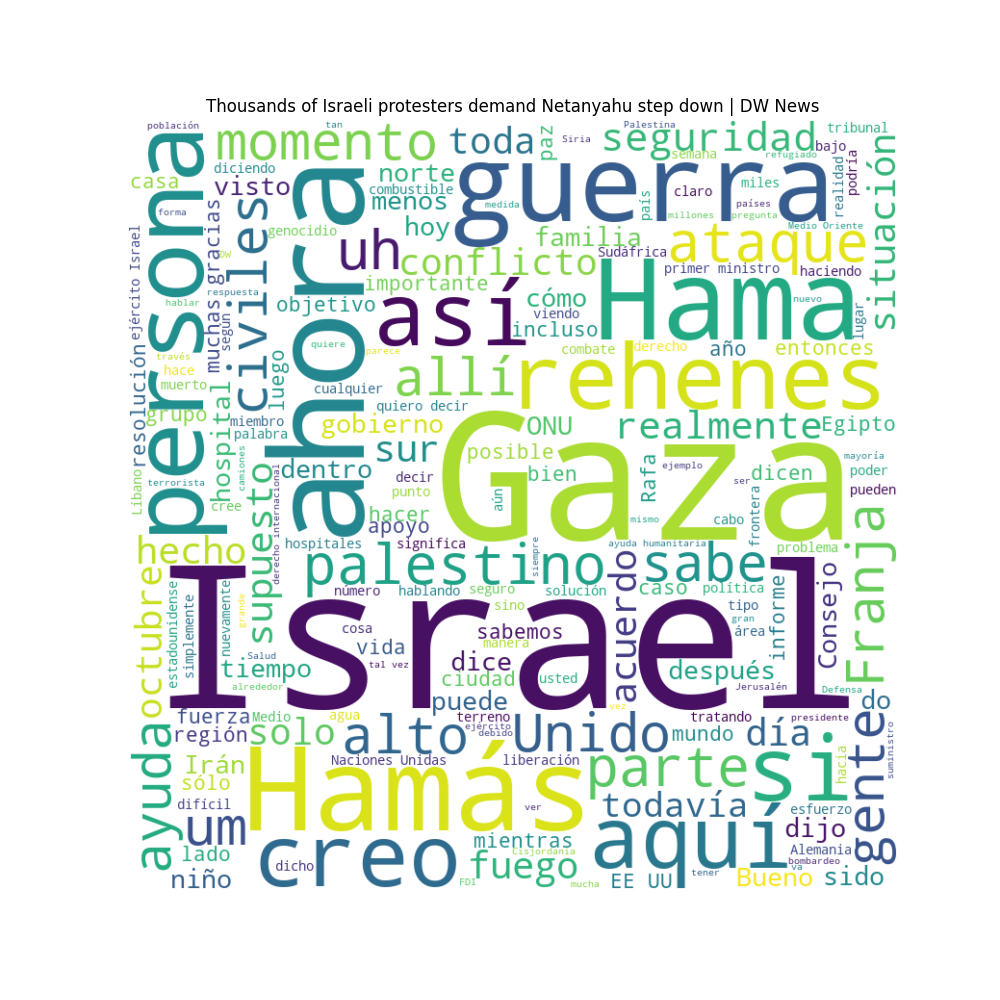 Thousands of Israeli protesters demand Netanyahu step down | DW News
población
tan
Palestina
tribunal
momento
toda
paz
Siria
seguridad
bajo
semaña
refugiado
casa
persona
diciendo
visto
ahora
norte
combustible
menos
guerra
medida
país
claro
miles
realidad
podría
situación
forma
muchas gracias
civiles
genocidio
hoy
familia
millones
pregunta
países
Medio Oriente
DW
uh
conflicto
Sudáfrica
ataque
ejército Israel
respuesta
importante
primer ministro
haciendo
hablar
según
objetivo
así
cómo
viendo
incluso
Hama
nuevo
lugar
quiere
parece
combate
derecho
año
entonces
través
hace
muerto
resolución
luego
cualquier
allí
rehenes
grupo
hospital
miembro
palabra
quiero decir
gobierno
sur
ONU
realmente
Egipto
posible
Gaza
mayoría
Líbano
terrorista
camiones
supuesto
derecho internacional
dentro
decir
punto
bien
aún
Rafa
ejemplo
ser
dicen
poder
pueden
cree
hacer
apoyo
mismo
cabo
frontera
Franja
hecho
hospitales
significa
siempre
ayuda humanitaria
problema
palestino
sabe
octubre
estadounidense
simplemente
nuevamente
grande
número
hablando
seguro
solución
acuerdo
caso
política
informe
Consejo
Israel
cosa
sino
tipo
gran
área
sabemos
manera
Salud
vida
tal vez
dice
tiempo
ciudad
usted
después
alrededor
Jerusalén
Defensa
puede
do
ayuda
fuerza
región
Medio
agua
solo
terreno
ejército
debido
vez
tratando
presidente
alto
Unido
mundo
día
gente
suministro
Irán
sólo
Naciones Unidas
liberación
parte
si
hacia
Hamás
difícil
um
ver
todavía
esfuerzo
lado
creo
mientras
Cisjordania
aquí
dijo
Alemania
bombardeo
niño
dicho
fuego
FDI
mucha
EE UU
tener
Bueno
va
sido